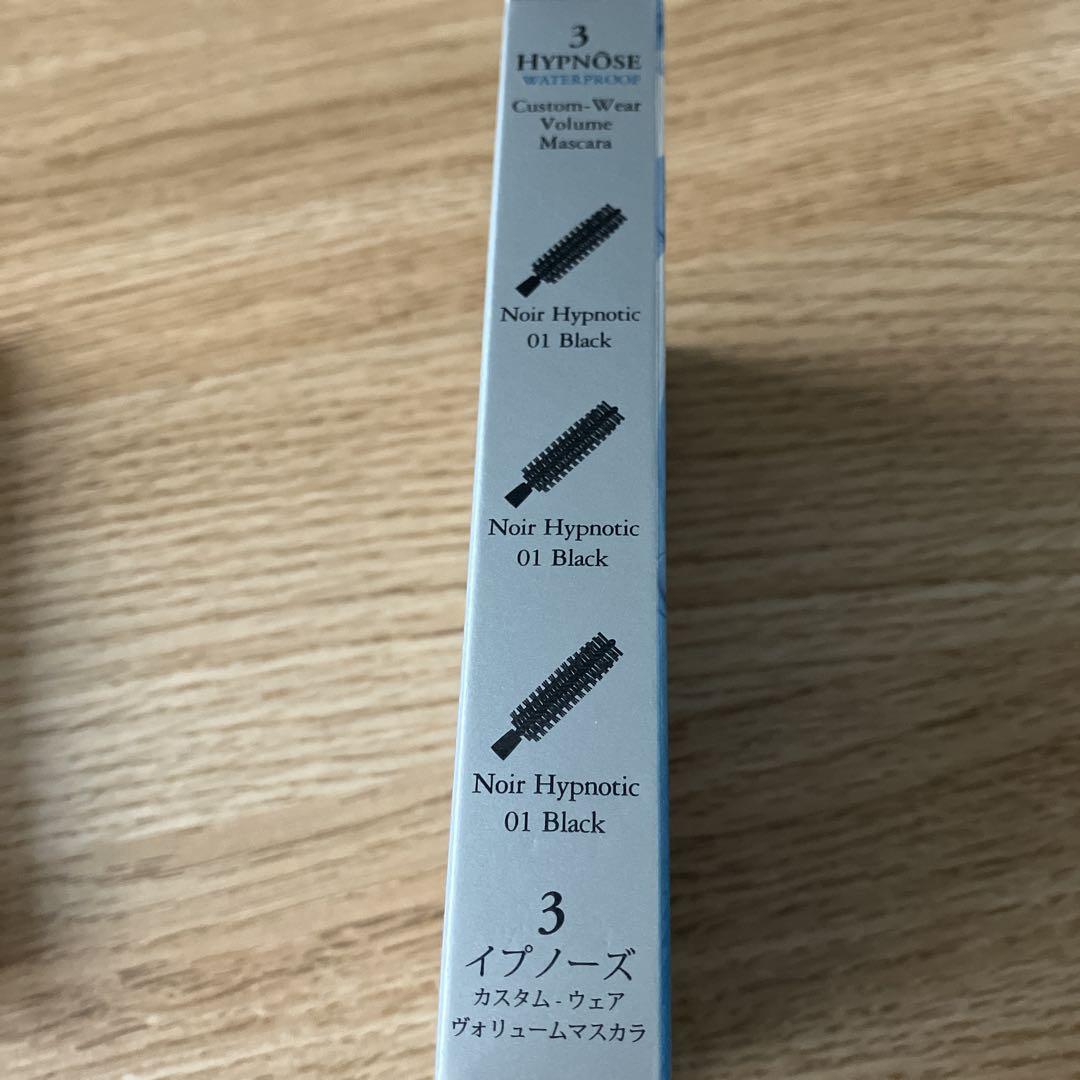 3
HYPNÔSE
WATERPROOF
Custom-Wear
Volume
Mascara
Noir Hypnotic
01 Black
Noir Hypnotic
01 Black
Noir Hypnotic
01 Black
3
イプノーズ
カスタム - ウェア
ヴォリュームマスカラ